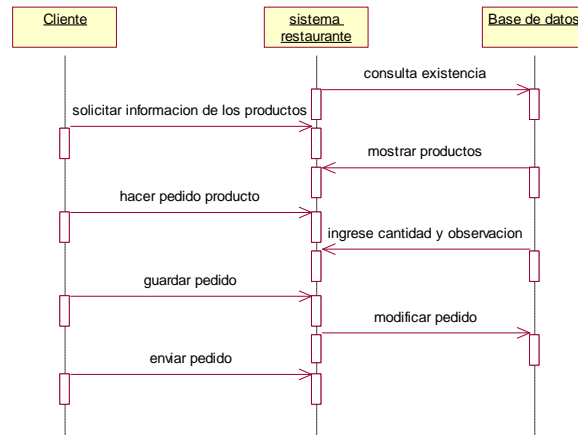 Cliente
sistema
restaurante
Base de datos
consulta existencia
solicitar informacion de los productos
mostrar productos
hacer pedido producto
ingrese cantidad y observacion
guardar pedido
modificar pedido
enviar pedido